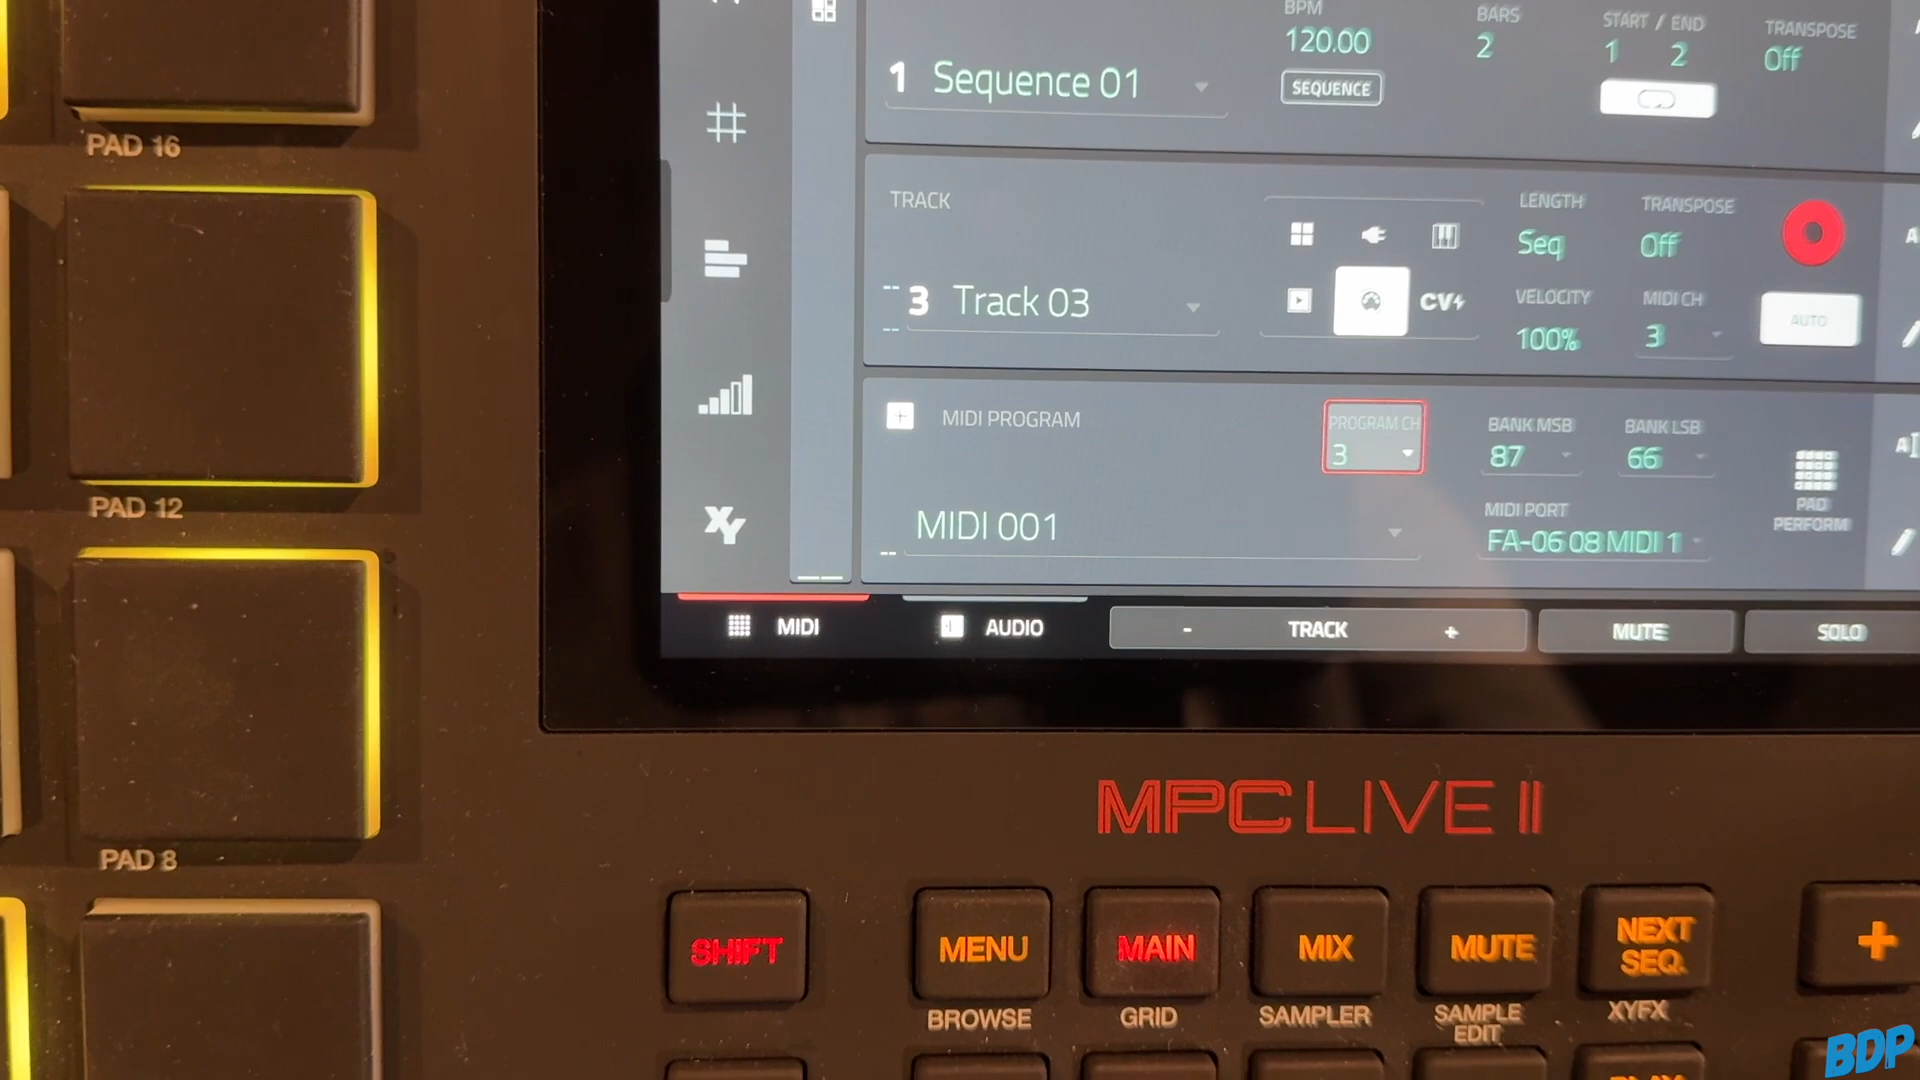 PAD 16
PAD 12
PAD 8
BPM
120.00
SEQUENCE
BARS
2
START / END
1 2
TRANSPOSE
Off
1 Sequence 01
TRACK
3 Track 03
CV
LENGTH
Seq
TRANSPOSE
Off
VELOCITY
100%
MIDI CH
3
AUTO
MIDI PROGRAM
MIDI 001
PROGRAM CH
3
BANK MSB
87
BANK LSB
66
MIDI PORT
FA-06 08 MIDI 1
PAD
PERFORM
XY
MIDI
AUDIO
- TRACK +
MUTE
SOLO
MPC LIVE II
SHIFT
MENU
BROWSE
MAIN
GRID
MIX
SAMPLER
MUTE
SAMPLE
EDIT
NEXT
SEQ.
XYFX
+
BDP